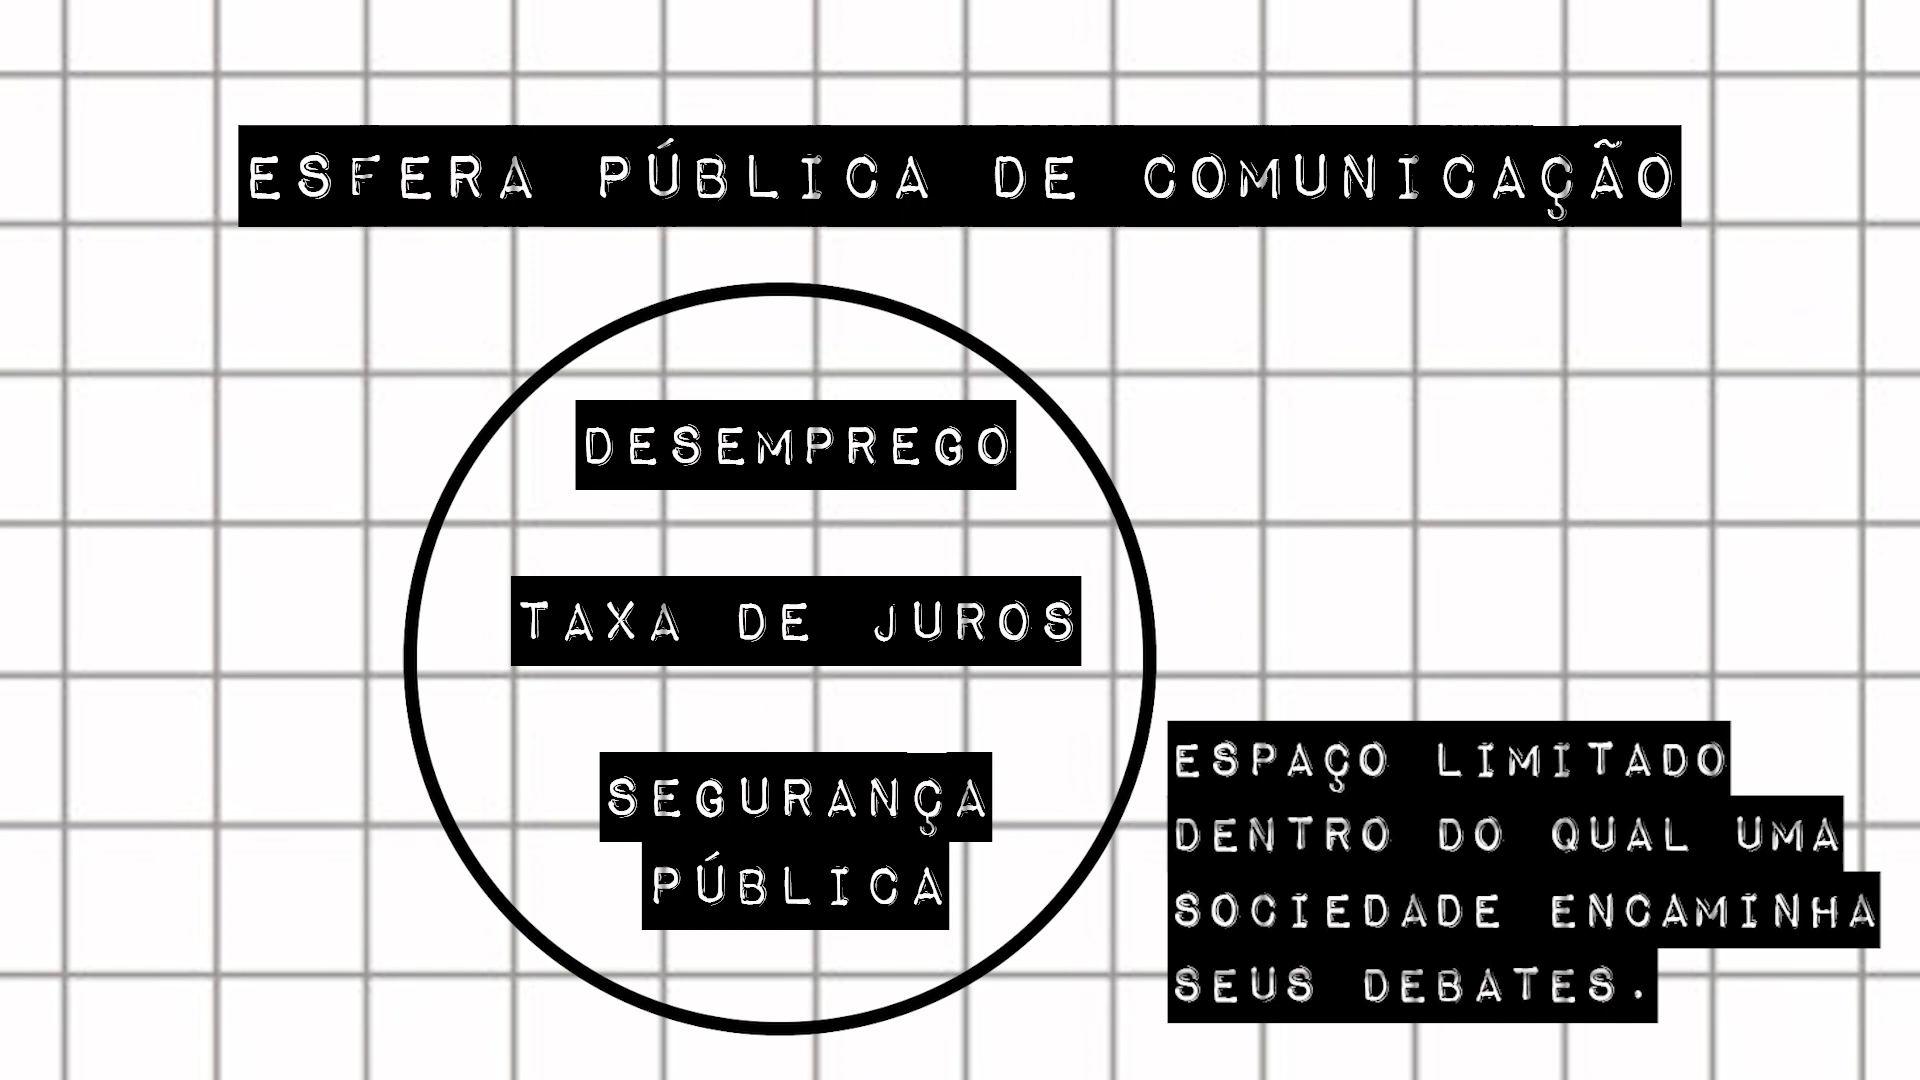 ESFERA PÚBLICA DE COMUNICAÇÃO
DESEMPREGO
TAXA DE JUROS
SEGURANÇA
PÚBLICA
ESPAÇO LIMITADO
DENTRO DO QUAL UMA
SOCIEDADE ENCAMINHA
SEUS DEBATES.